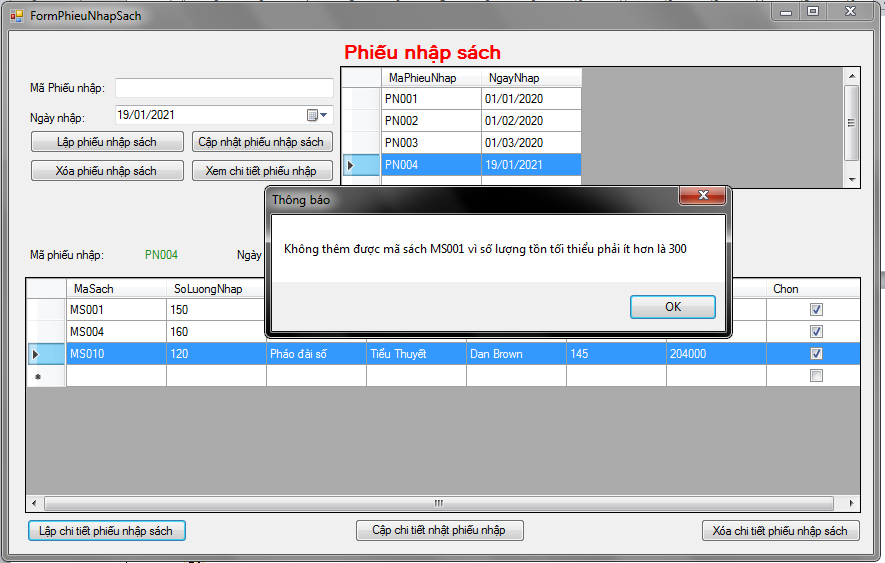 FormPhieuNhapSach
Phiếu nhập sách
Mã Phiếu nhập:
Ngày nhập: 19/01/2021
Lập phiếu nhập sách Cập nhật phiếu nhập sách
Xóa phiếu nhập sách Xem chi tiết phiếu nhập
MaPhieuNhap NgayNhap
PN001 01/01/2020
PN002 01/02/2020
PN003 01/03/2020
PN004 19/01/2021
Thông báo
Không thêm được mã sách MS001 vì số lượng tồn tối thiểu phải ít hơn là 300
OK
Mã phiếu nhập: PN004 Ngày
MaSach SoLuongNhap Chon
MS001 150
MS004 160
MS010 120 Pháo đài số Tiểu Thuyết Dan Brown 145 204000
Lập chi tiết phiếu nhập sách Cập chi tiết nhật phiếu nhập Xóa chi tiết phiếu nhập sách